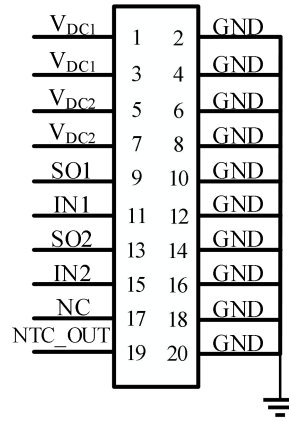 VDC1 1 2 GND
VDC1 3 4 GND
VDC2 5 6 GND
VDC2 7 8 GND
SO1 9 10 GND
IN1 11 12 GND
SO2 13 14 GND
IN2 15 16 GND
NC 17 18 GND
NTC_OUT 19 20 GND